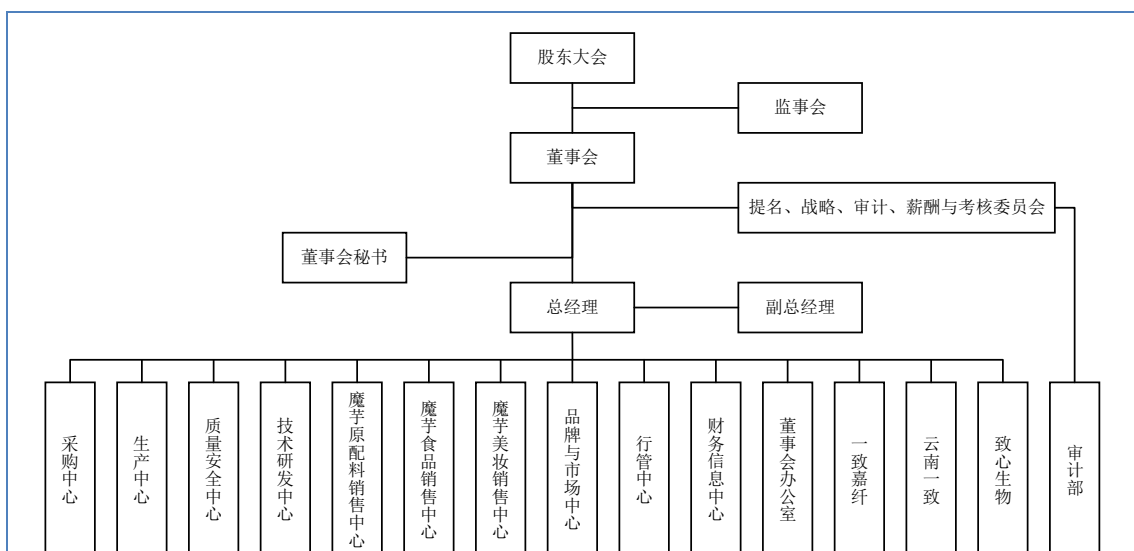 股东大会
监事会
董事会
提名、战略、审计、薪酬与考核委员会
董事会秘书
总经理
副总经理
采购中心
生产中心
质量安全中心
技术研发中心
魔芋原配料销售中心
魔芋食品销售中心
魔芋美妆销售中心
品牌与市场中心
行管中心
财务信息中心
董事会办公室
一致嘉纤
云南一致
致心生物
审计部